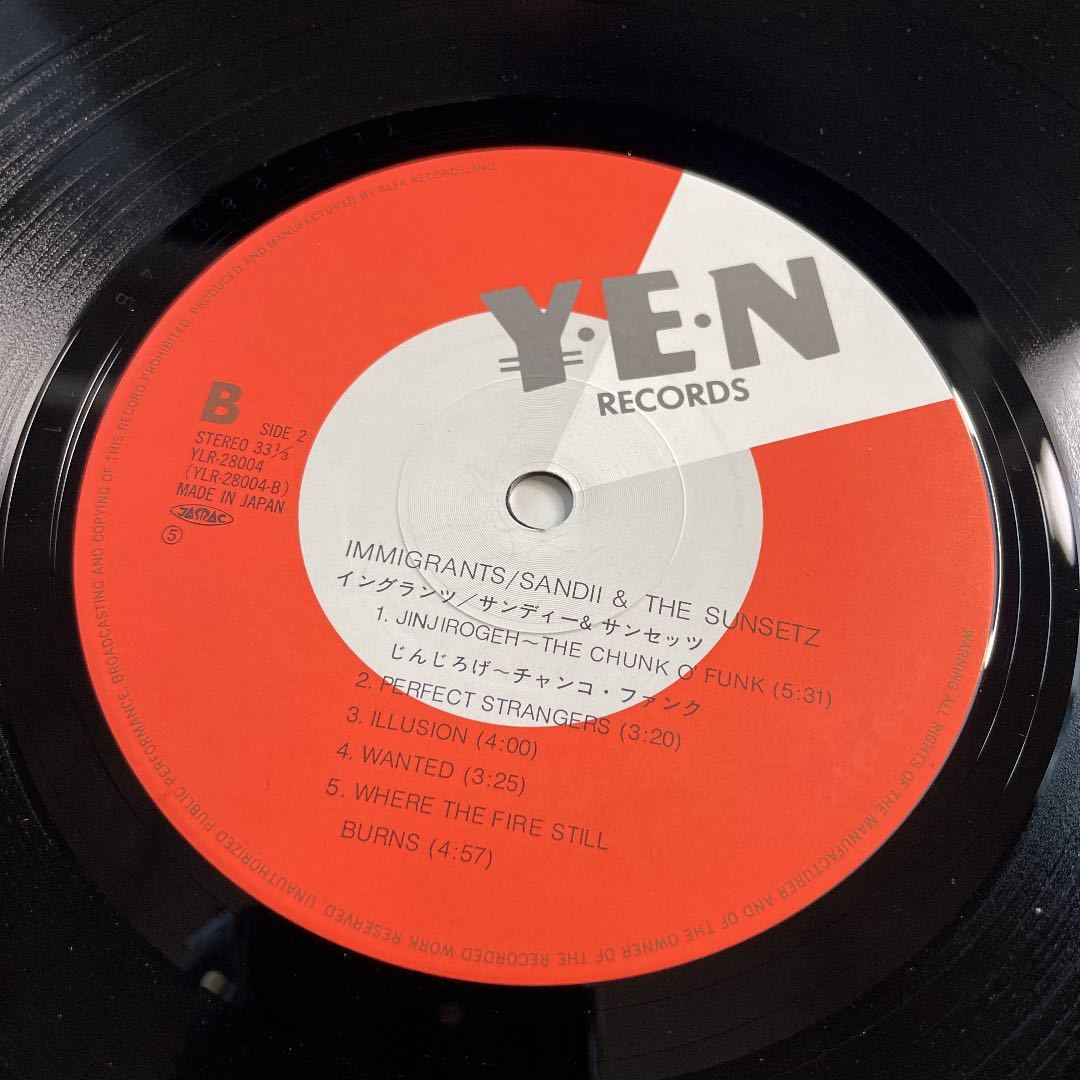 Y·E·N
RECORDS
B
SIDE 2
STEREO 33⅓
YLR-28004
(YLR-28004-B)
MADE IN JAPAN
JASRAC
⑤
IMMIGRANTS/SANDII & THE SUNSETZ
イングランツ/サンディー& サンセッツ
1. JINJIROGEH~THE CHUNK O' FUNK (5:31)
じんじろげ~チャンコ・ファンク
2. PERFECT STRANGERS (3:20)
3. ILLUSION (4:00)
4. WANTED (3:25)
5. WHERE THE FIRE STILL
BURNS (4:57)
WARNING ALL RIGHTS OF THE MANUFACTURER AND OF THE OWNER OF THE RECORDED WORK RESERVED. UNAUTHORIZED PUBLIC PERFORMANCE, BROADCASTING AND COPYING OF THIS RECORD PROHIBITED. PRODUCED AND MANUFACTURED BY ALFA RECORDS, INC.